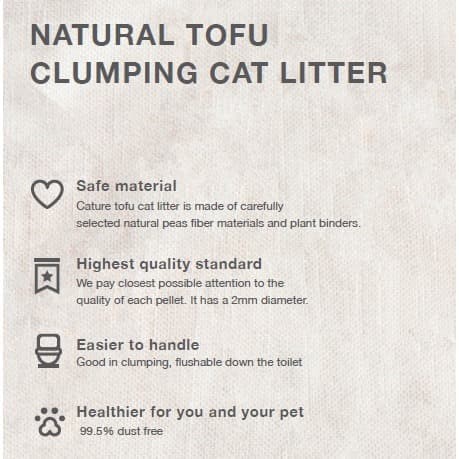 NATURAL TOFU
CLUMPING CAT LITTER
Safe material
Cature tofu cat litter is made of carefully
selected natural peas fiber materials and plant binders.
Highest quality standard
We pay closest possible attention to the
quality of each pellet. It has a 2mm diameter.
Easier to handle
Good in clumping, flushable down the toilet
Healthier for you and your pet
99.5% dust free